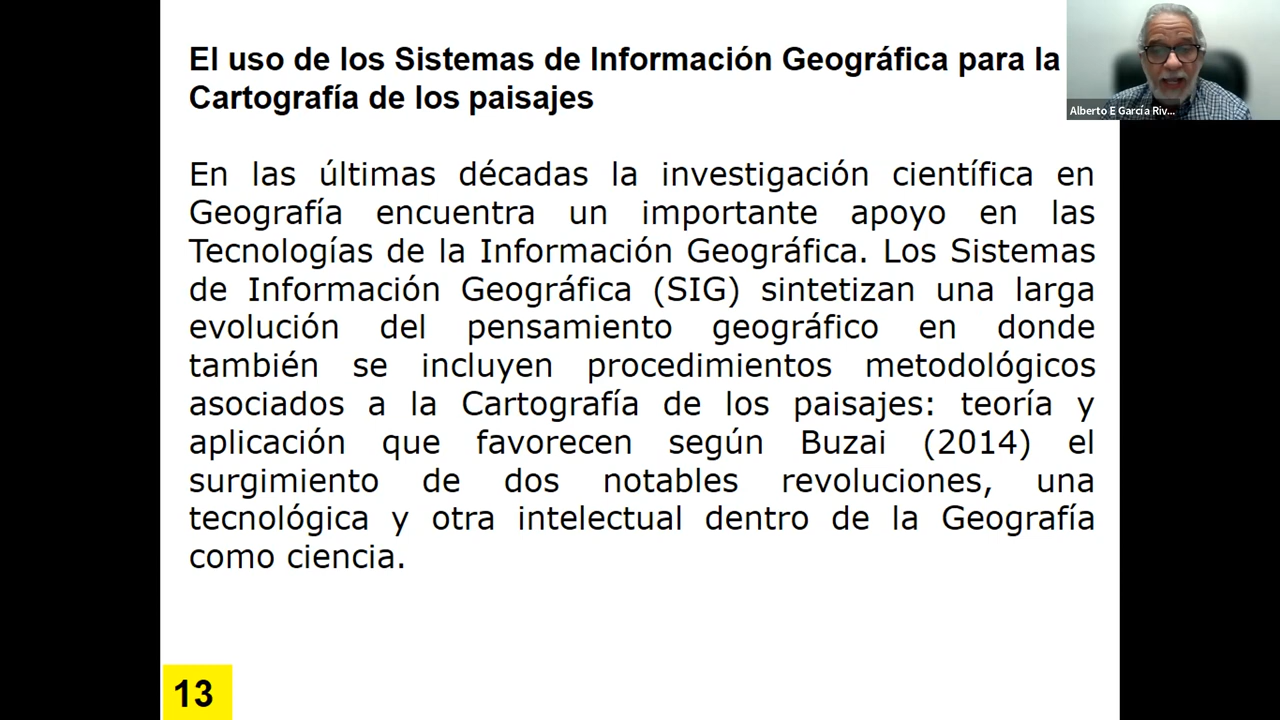 El uso de los Sistemas de Información Geográfica para la
Cartografía de los paisajes
Alberto E García Riv...
En las últimas décadas la investigación científica en
Geografía encuentra un importante apoyo en las
Tecnologías de la Información Geográfica. Los Sistemas
de Información Geográfica (SIG) sintetizan una larga
evolución del pensamiento geográfico en donde
también se incluyen procedimientos metodológicos
asociados a la Cartografía de los paisajes: teoría y
aplicación que favorecen según Buzai (2014) el
surgimiento de dos notables revoluciones, una
tecnológica y otra intelectual dentro de la Geografía
como ciencia.
13